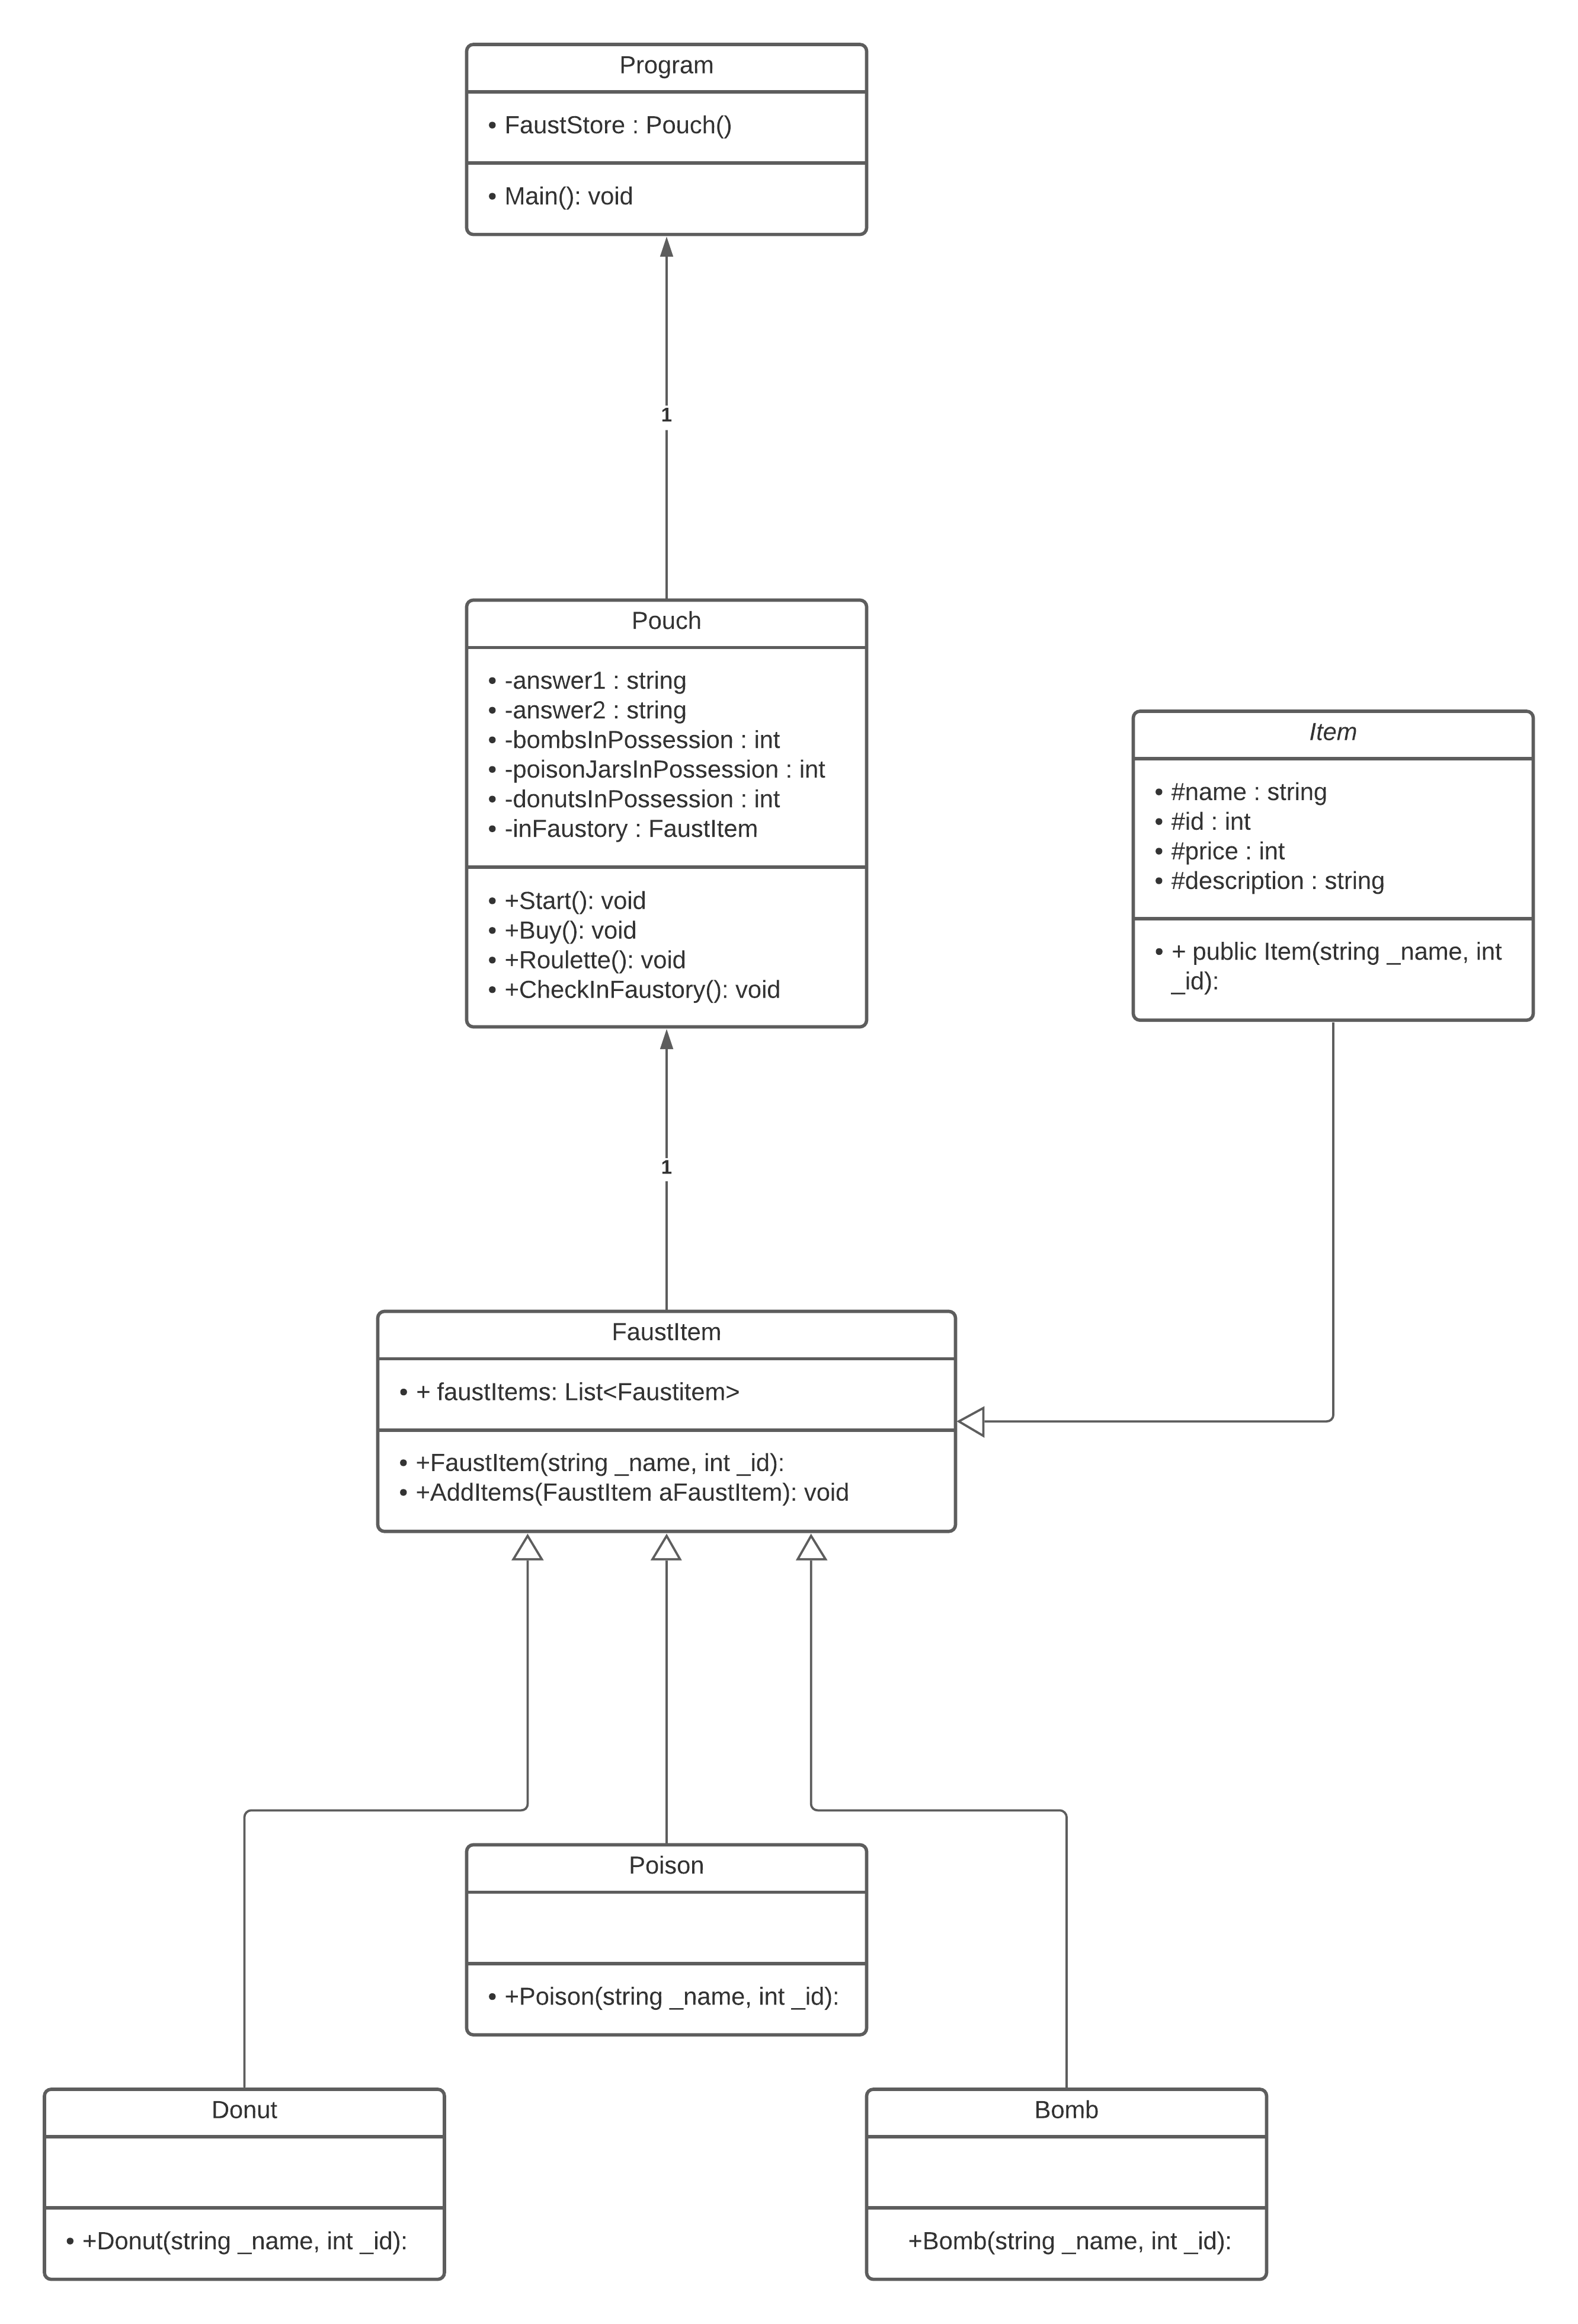 Program
• FaustStore : Pouch()
• Main(): void
1
Pouch
• -answer1 : string
• -answer2 : string
• -bombsInPossession : int
• -poisonJarsInPossession : int
• -donutsInPossession : int
• -inFaustory : FaustItem
• +Start(): void
• +Buy(): void
• +Roulette(): void
• +CheckInFaustory(): void
Item
• #name : string
• #id : int
• #price : int
• #description : string
• + public Item(string _name, int
_id):
1
FaustItem
• + faustItems: List<Faustitem>
• +FaustItem(string _name, int _id):
• +AddItems(FaustItem aFaustItem): void
Poison
• +Poison(string _name, int _id):
Donut
• +Donut(string _name, int _id):
Bomb
+Bomb(string _name, int _id):